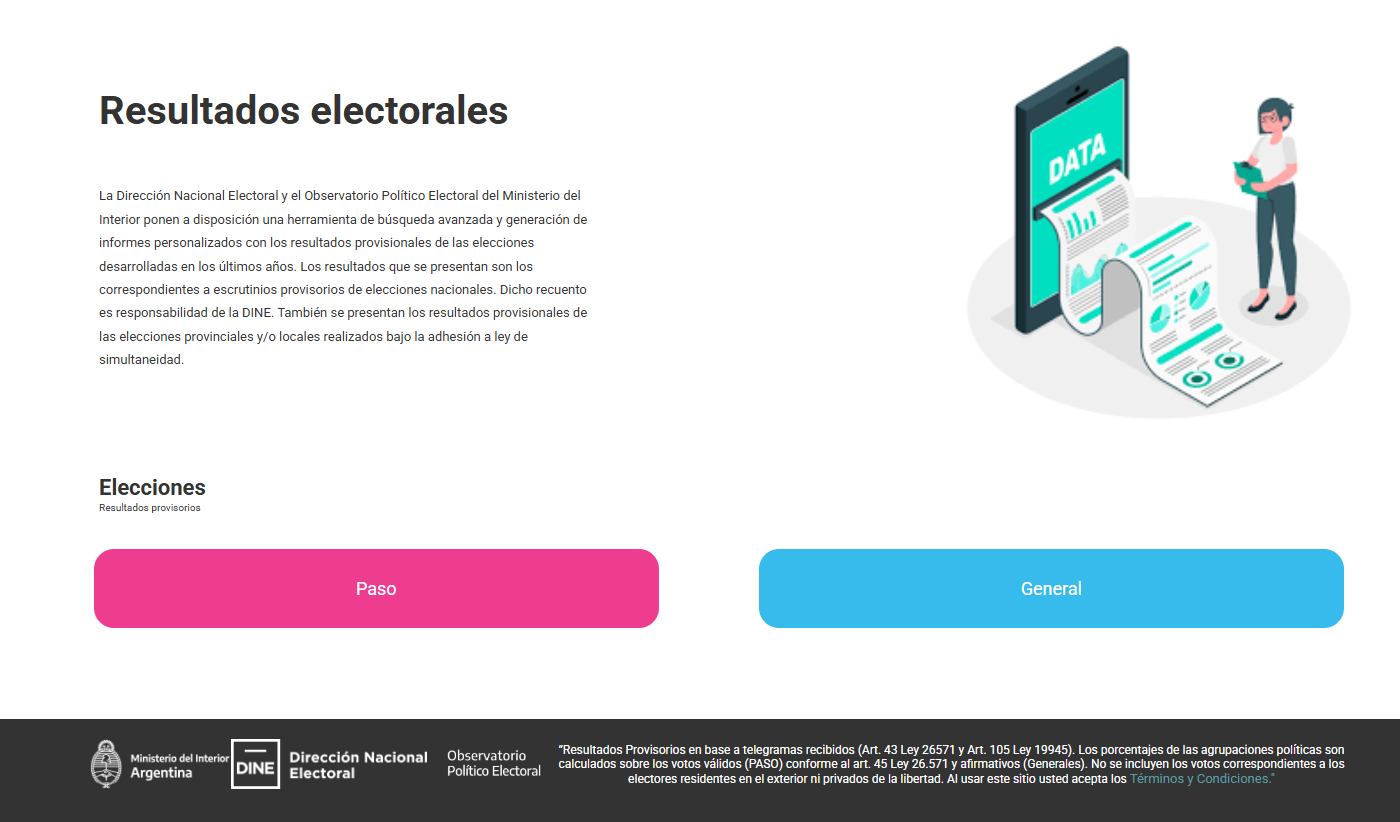 Resultados electorales
DATA
La Dirección Nacional Electoral y el Observatorio Político Electoral del Ministerio del
Interior ponen a disposición una herramienta de búsqueda avanzada y generación de
informes personalizados con los resultados provisionales de las elecciones
desarrolladas en los últimos años. Los resultados que se presentan son los
correspondientes a escrutinios provisorios de elecciones nacionales. Dicho recuento
es responsabilidad de la DINE. También se presentan los resultados provisionales de
las elecciones provinciales y/o locales realizados bajo la adhesión a ley de
simultaneidad.
Elecciones
Resultados provisorios
Paso
General
Ministerio del Interior
Argentina
DINE
Dirección Nacional
Electoral
Observatorio
Político Electoral
"Resultados Provisorios en base a telegramas recibidos (Art. 43 Ley 26571 y Art. 105 Ley 19945). Los porcentajes de las agrupaciones políticas son
calculados sobre los votos válidos (PASO) conforme al art. 45 Ley 26.571 y afirmativos (Generales). No se incluyen los votos correspondientes a los
electores residentes en el exterior ni privados de la libertad. Al usar este sitio usted acepta los Términos y Condiciones."